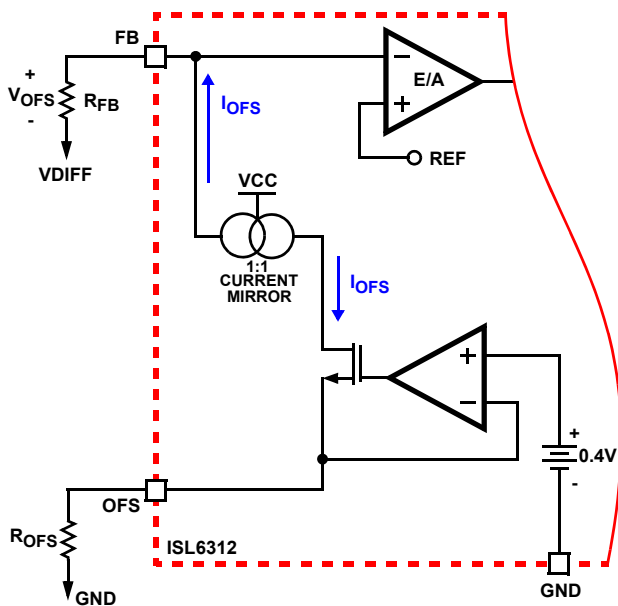 FB
+
VOFS
-
RFB
VDIFF
IOFS
−
E/A
+
REF
VCC
1:1
CURRENT
MIRROR
IOFS
+
−
+
0.4V
-
OFS
ROFS
GND
ISL6312
GND